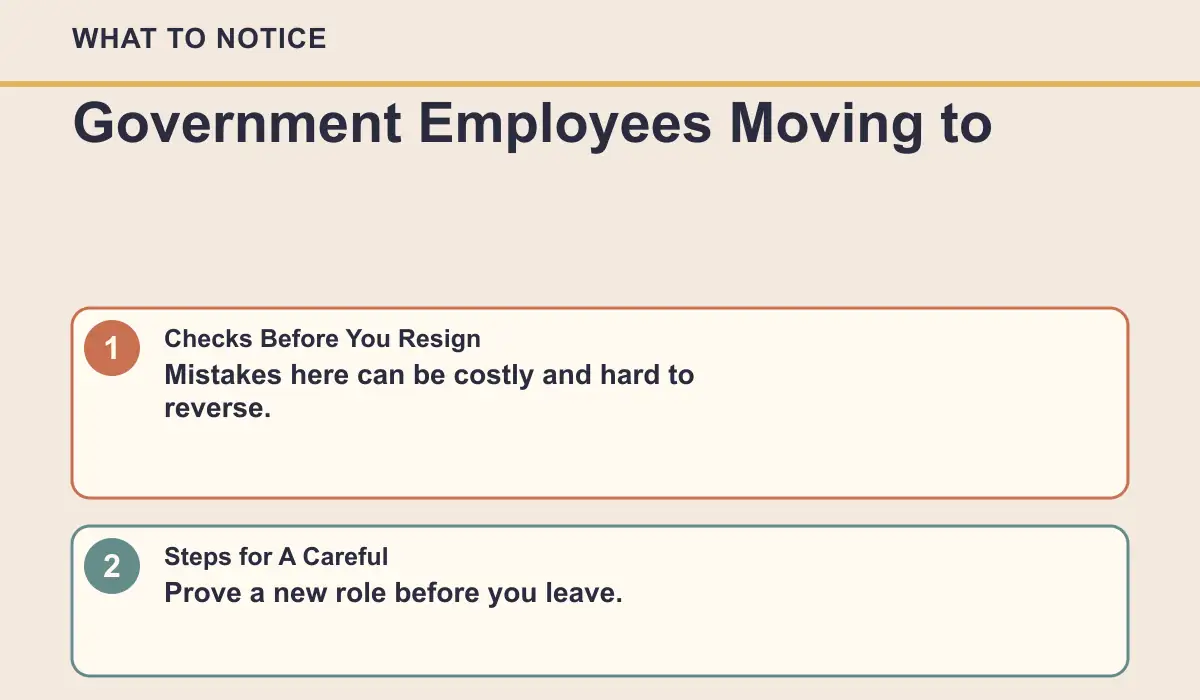 WHAT TO NOTICE
Government Employees Moving to
1
Checks Before You Resign
Mistakes here can be costly and hard to
reverse.
2
Steps for A Careful
Prove a new role before you leave.